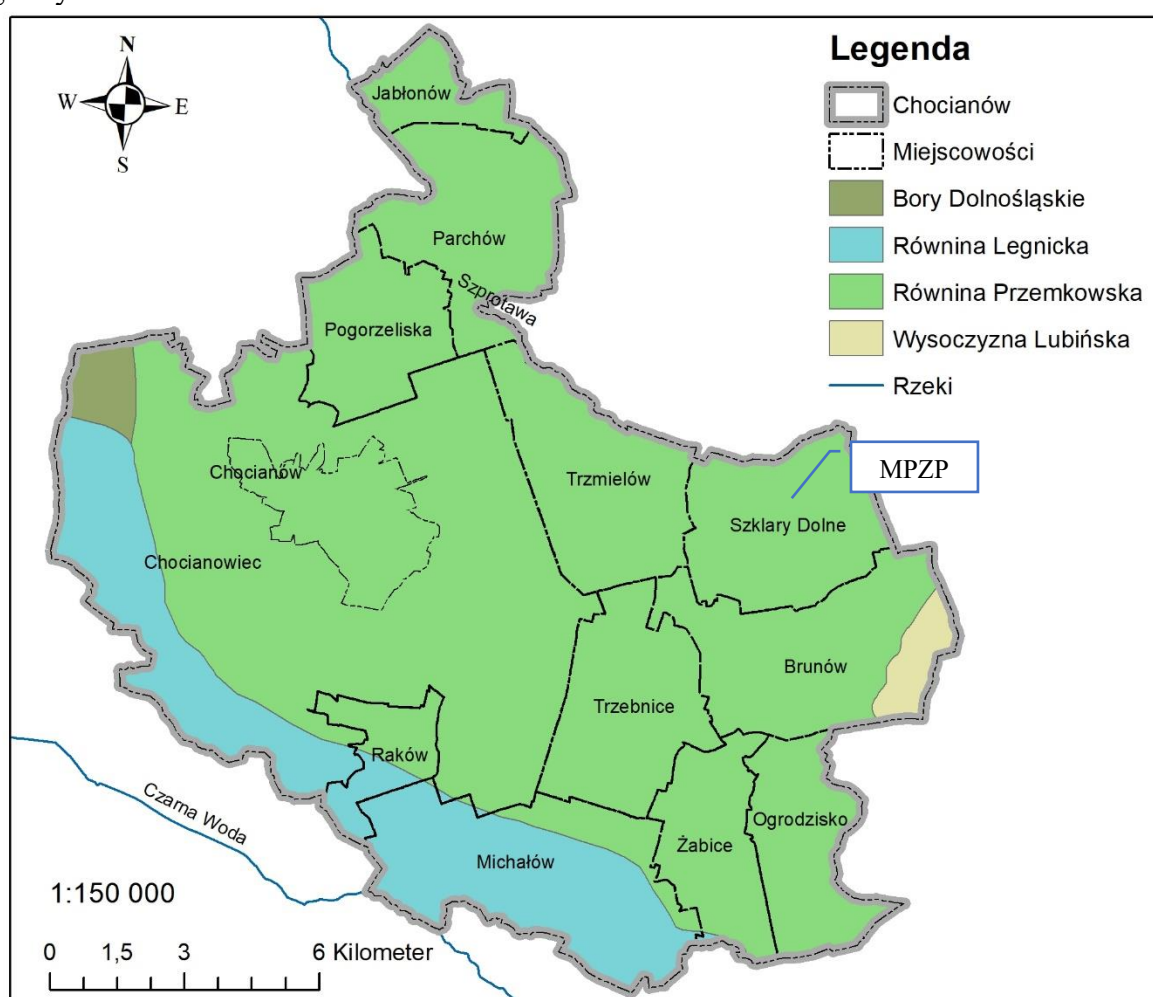 N
W
E
S
Legenda
Chocianów
Miejscowości
Bory Dolnośląskie
Równina Legnicka
Równina Przemkowska
Wysoczyzna Lubińska
Rzeki
Jabłonów
Parchów
Szprotawa
Pogorzeliska
Chocianów
Trzmielów
MPZP
Szklary Dolne
Chocianowiec
Brunów
Trzebnice
Raków
Czarna Woda
Ogrodzisko
Żabice
Michałów
1:150 000
0 1,5 3 6 Kilometer